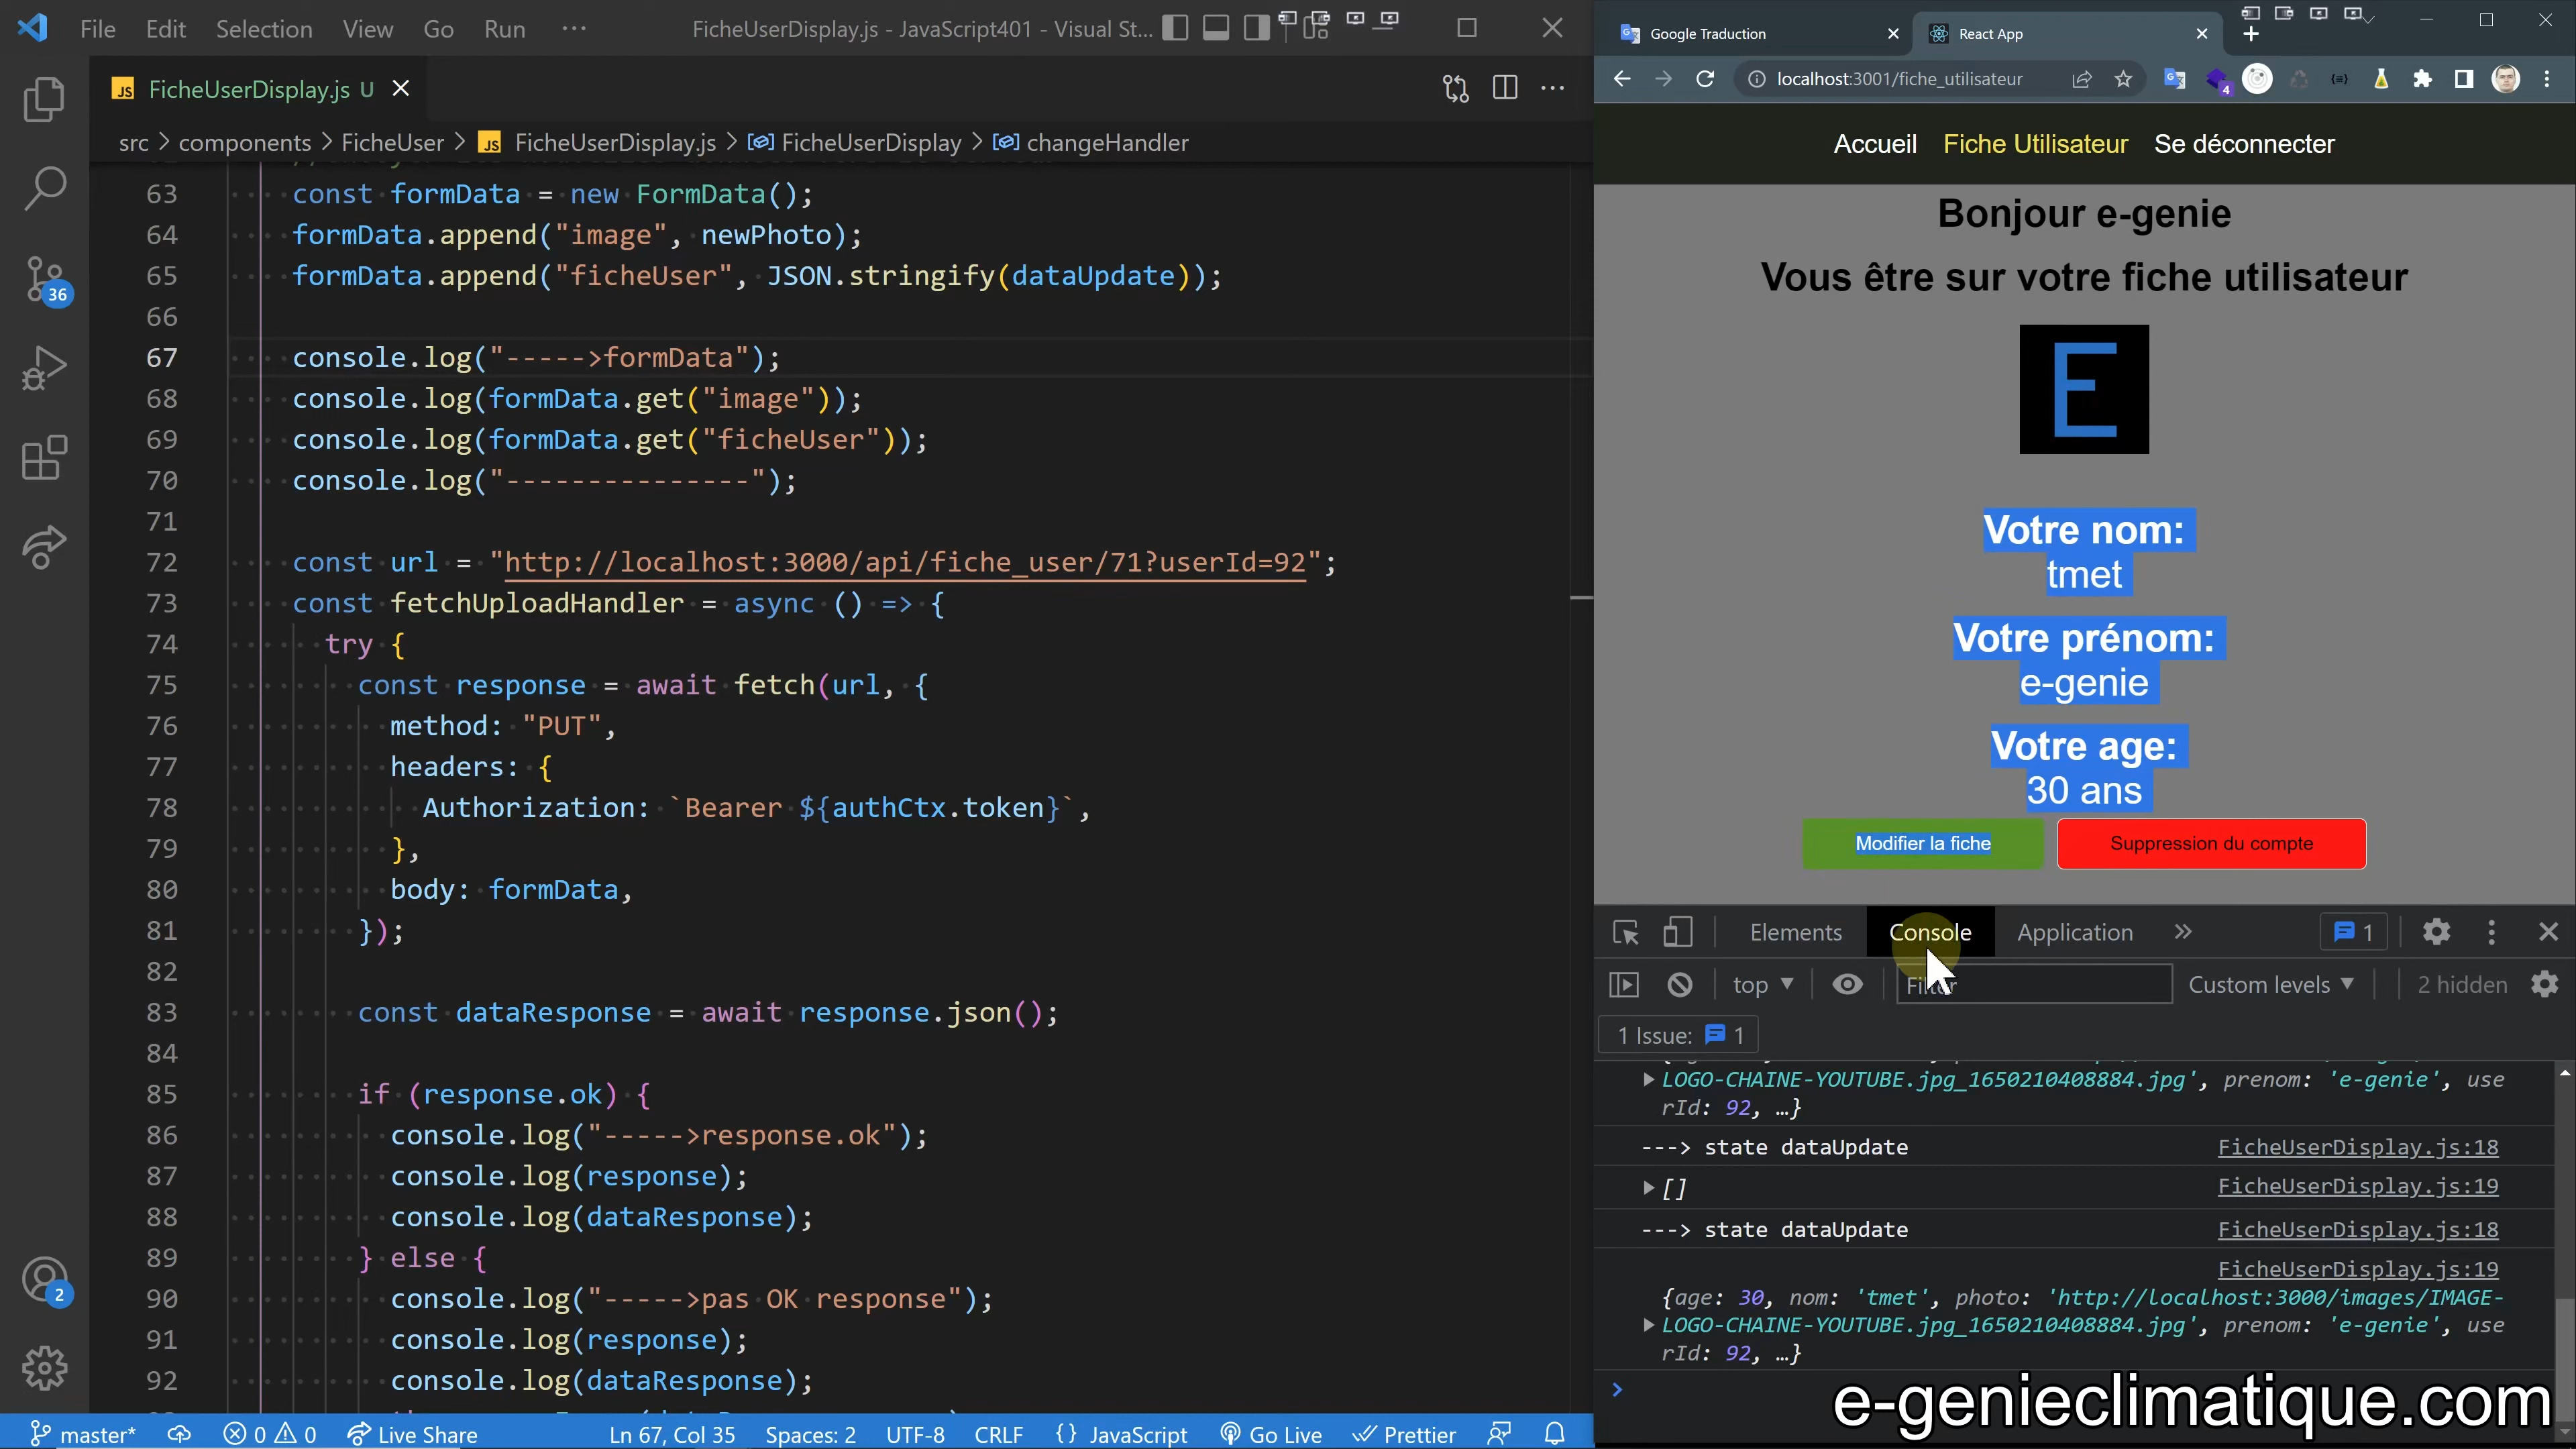 File Edit Selection View Go Run ··· FicheUserDisplay.js - JavaScript401 - Visual St...
JS FicheUserDisplay.js U
src > components > FicheUser > JS FicheUserDisplay.js > FicheUserDisplay > changeHandler
63 const formData = new FormData();
64 formData.append("image", newPhoto);
65 formData.append("ficheUser", JSON.stringify(dataUpdate));
66
67 console.log("----->formData");
68 console.log(formData.get("image"));
69 console.log(formData.get("ficheUser"));
70 console.log("---------------");
71
72 const url = "http://localhost:3000/api/fiche_user/71?userId=92";
73 const fetchUploadHandler = async () => {
74 try {
75 const response = await fetch(url, {
76 method: "PUT",
77 headers: {
78 Authorization: `Bearer ${authCtx.token}`,
79 },
80 body: formData,
81 });
82
83 const dataResponse = await response.json();
84
85 if (response.ok) {
86 console.log("----->response.ok");
87 console.log(response);
88 console.log(dataResponse);
89 } else {
90 console.log("----->pas OK response");
91 console.log(response);
92 console.log(dataResponse);
36
2
master* 0 0 Live Share Ln 67, Col 35 Spaces: 2 UTF-8 CRLF {} JavaScript Go Live Prettier
Google Traduction React App
localhost:3001/fiche_utilisateur
4
Accueil Fiche Utilisateur Se déconnecter
Bonjour e-genie
Vous être sur votre fiche utilisateur
E
Votre nom:
tmet
Votre prénom:
e-genie
Votre age:
30 ans
Modifier la fiche Suppression du compte
Elements Console Application » 1
top Filter Custom levels 2 hidden
1 Issue: 1
LOGO-CHAINE-YOUTUBE.jpg_1650210408884.jpg', prenom: 'e-genie', use
rId: 92, …}
---> state dataUpdate FicheUserDisplay.js:18
[] FicheUserDisplay.js:19
---> state dataUpdate FicheUserDisplay.js:18
FicheUserDisplay.js:19
{age: 30, nom: 'tmet', photo: 'http://localhost:3000/images/IMAGE-
LOGO-CHAINE-YOUTUBE.jpg_1650210408884.jpg', prenom: 'e-genie', use
rId: 92, …}
e-genieclimatique.com